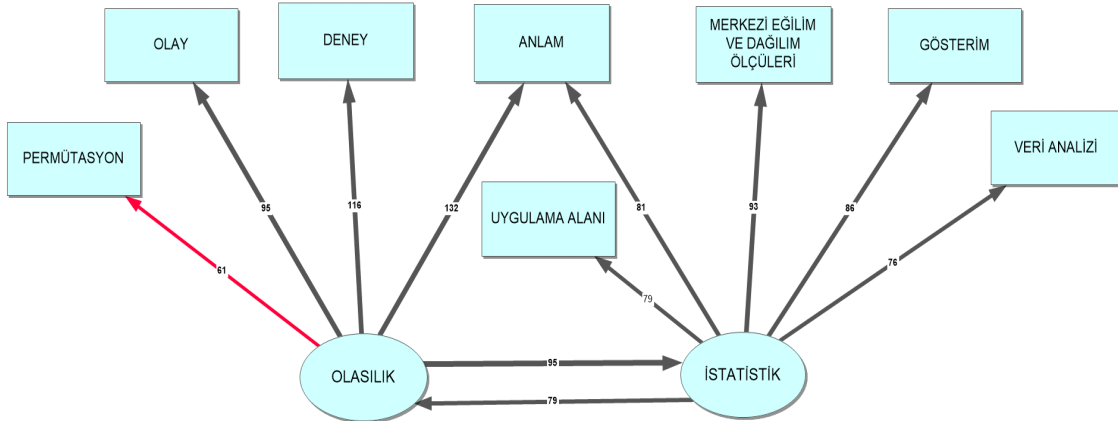 OLAY
DENEY
ANLAM
MERKEZİ EĞİLİM
VE DAĞILIM
ÖLÇÜLERİ
GÖSTERİM
PERMÜTASYON
VERİ ANALİZİ
UYGULAMA ALANI
95
116
132
81
93
86
76
61
79
OLASILIK
95
79
İSTATİSTİK